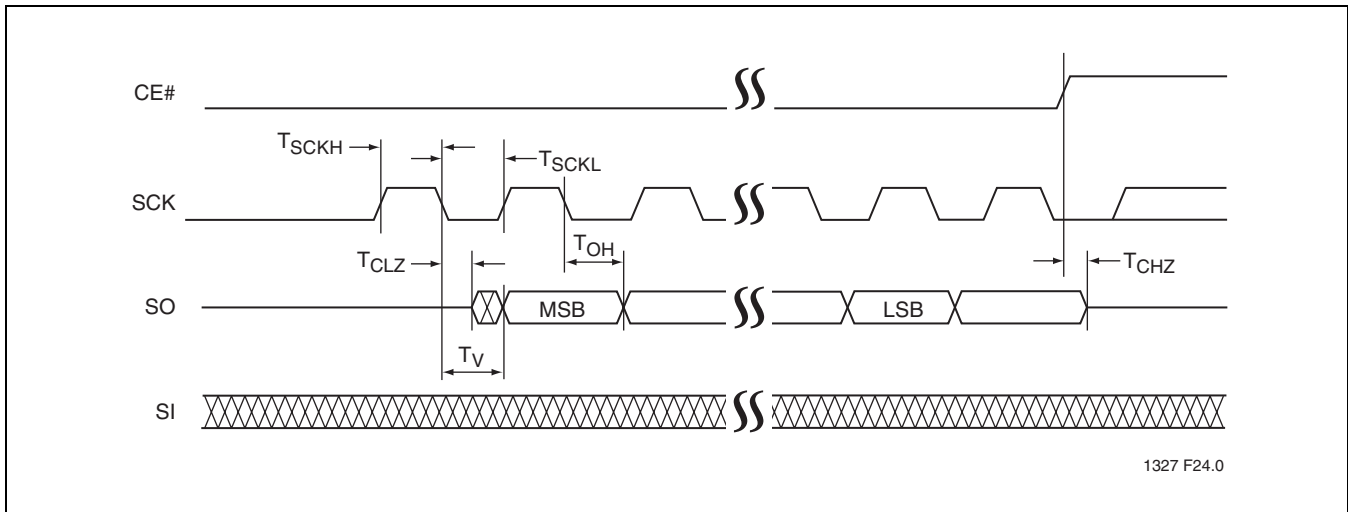 CE#
TSCKH
TSCKL
SCK
TOH
TCLZ
TCHZ
SO
MSB
LSB
TV
SI
1327 F24.0